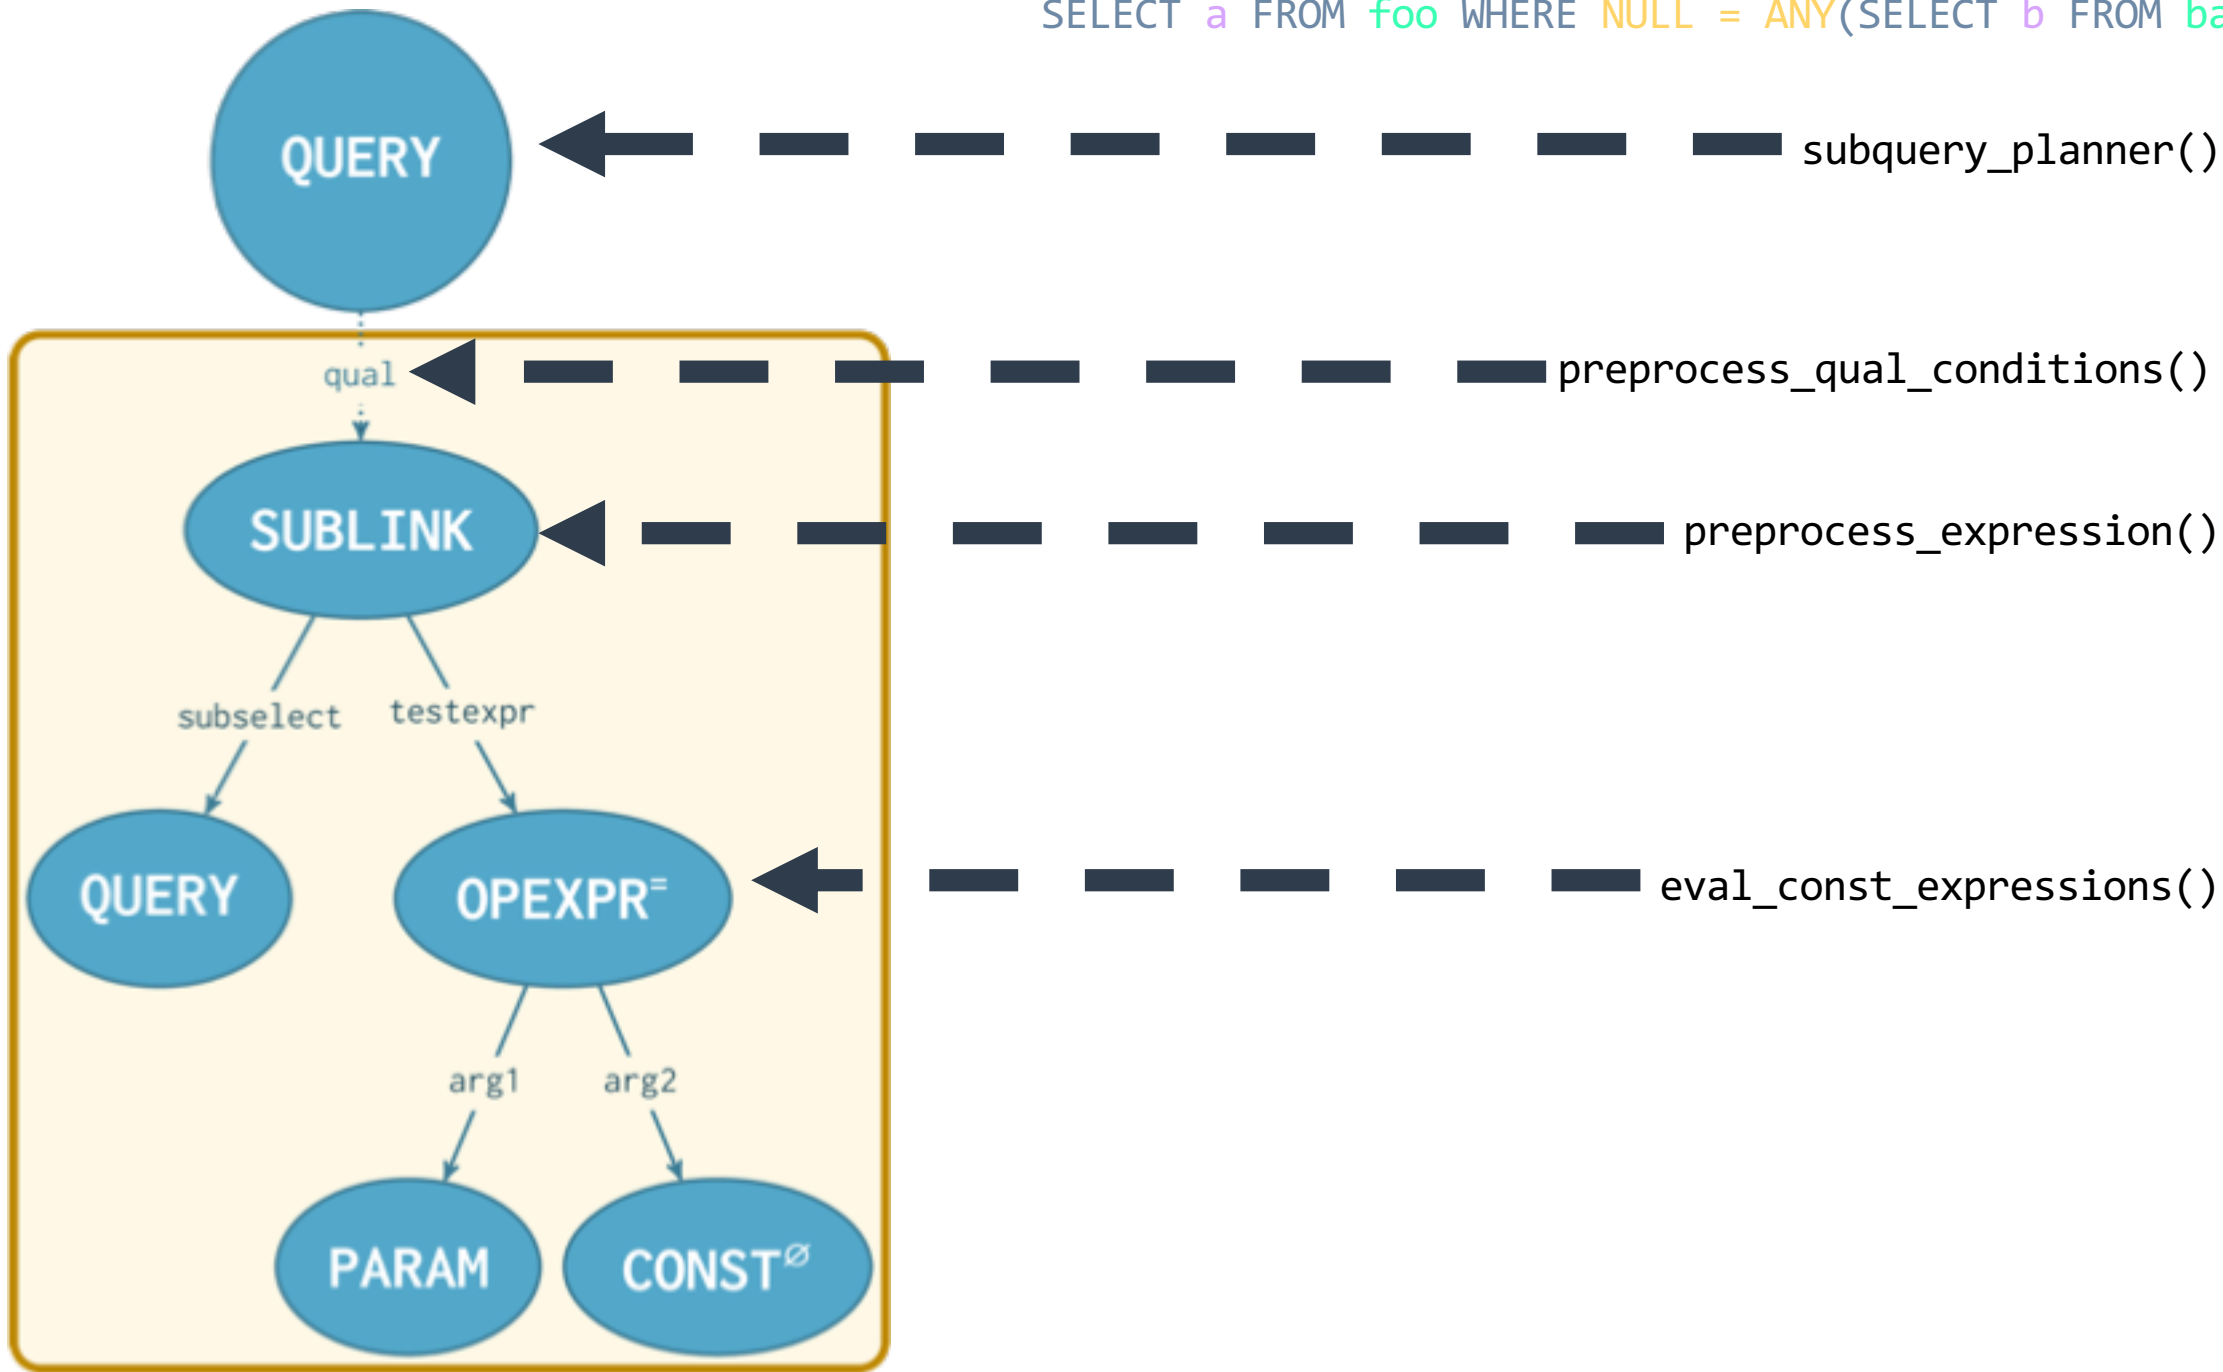 SELECT a FROM foo WHERE NULL = ANY(SELECT b FROM
QUERY
subquery_planner()
qual
preprocess_qual_conditions()
SUBLINK
preprocess_expression()
subselect testexpr
QUERY
OPEXPR=
eval_const_expressions()
arg1 arg2
PARAM
CONST∅